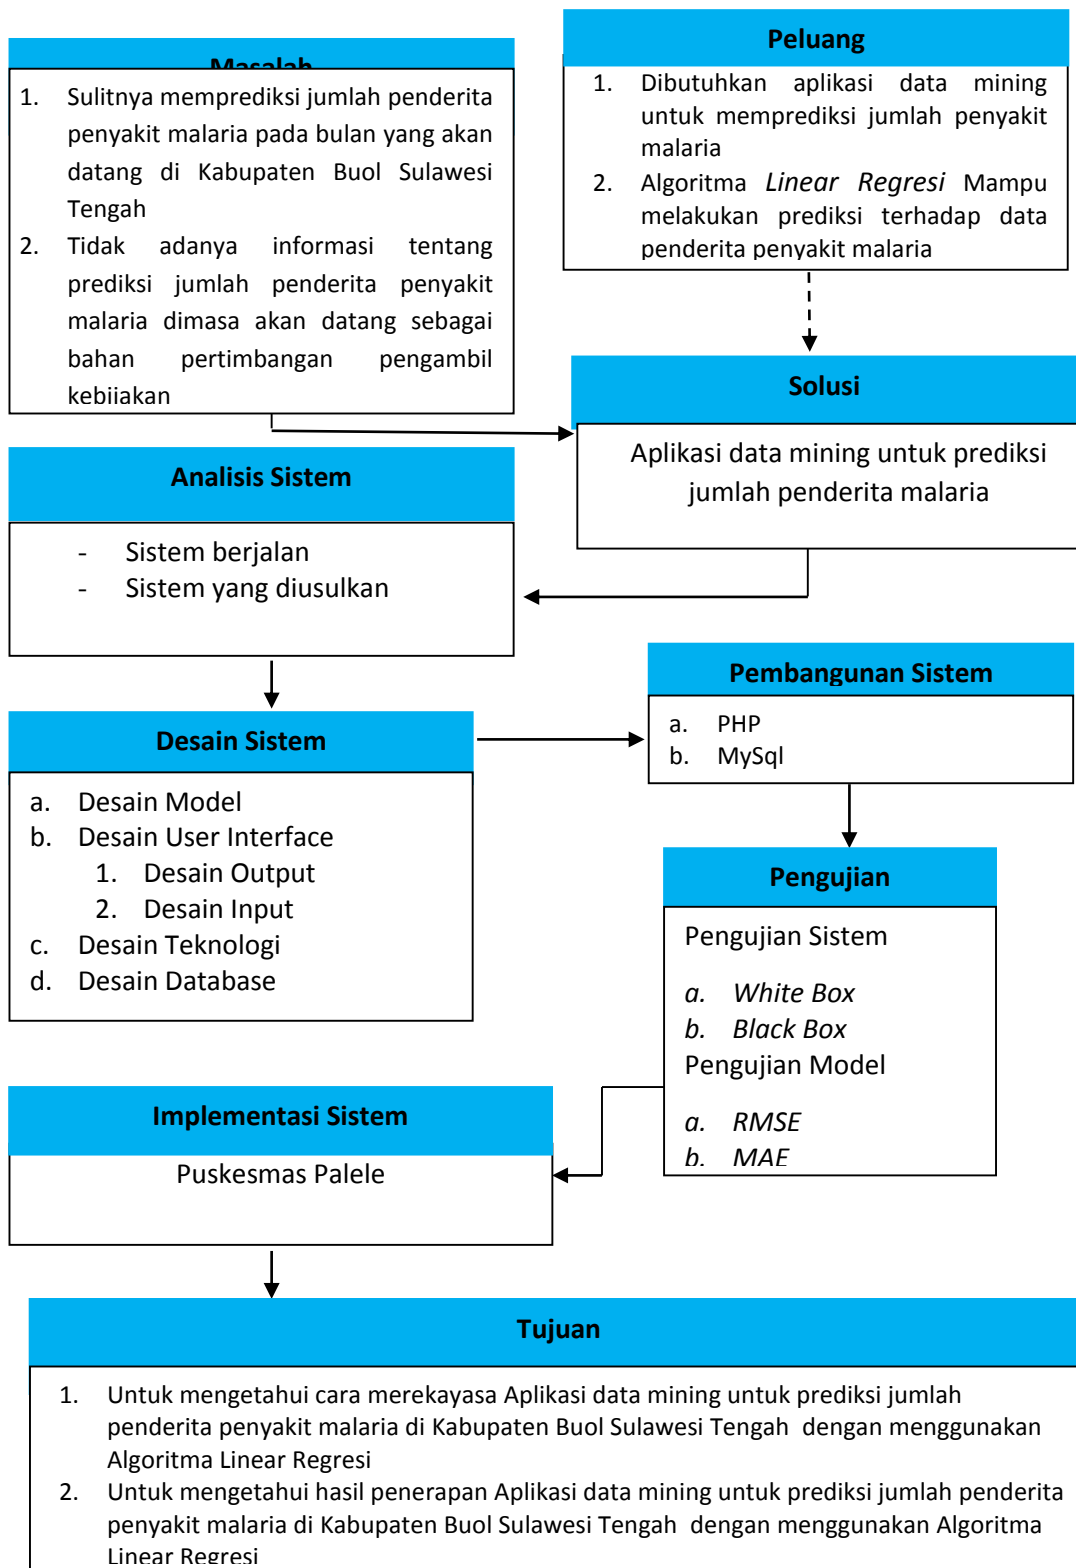 Masalah
1. Sulitnya memprediksi jumlah penderita
penyakit malaria pada bulan yang akan
datang di Kabupaten Buol Sulawesi
Tengah
2. Tidak adanya informasi tentang
prediksi jumlah penderita penyakit
malaria dimasa akan datang sebagai
bahan pertimbangan pengambil
kebijakan
Peluang
1. Dibutuhkan aplikasi data mining
untuk memprediksi jumlah penyakit
malaria
2. Algoritma Linear Regresi Mampu
melakukan prediksi terhadap data
penderita penyakit malaria
Solusi
Aplikasi data mining untuk prediksi
jumlah penderita malaria
Analisis Sistem
- Sistem berjalan
- Sistem yang diusulkan
Desain Sistem
a. Desain Model
b. Desain User Interface
1. Desain Output
2. Desain Input
c. Desain Teknologi
d. Desain Database
Pembangunan Sistem
a. PHP
b. MySql
Pengujian
Pengujian Sistem
a. White Box
b. Black Box
Pengujian Model
a. RMSE
b. MAE
Implementasi Sistem
Puskesmas Palele
Tujuan
1. Untuk mengetahui cara merekayasa Aplikasi data mining untuk prediksi jumlah
penderita penyakit malaria di Kabupaten Buol Sulawesi Tengah dengan menggunakan
Algoritma Linear Regresi
2. Untuk mengetahui hasil penerapan Aplikasi data mining untuk prediksi jumlah penderita
penyakit malaria di Kabupaten Buol Sulawesi Tengah dengan menggunakan Algoritma
Linear Regresi